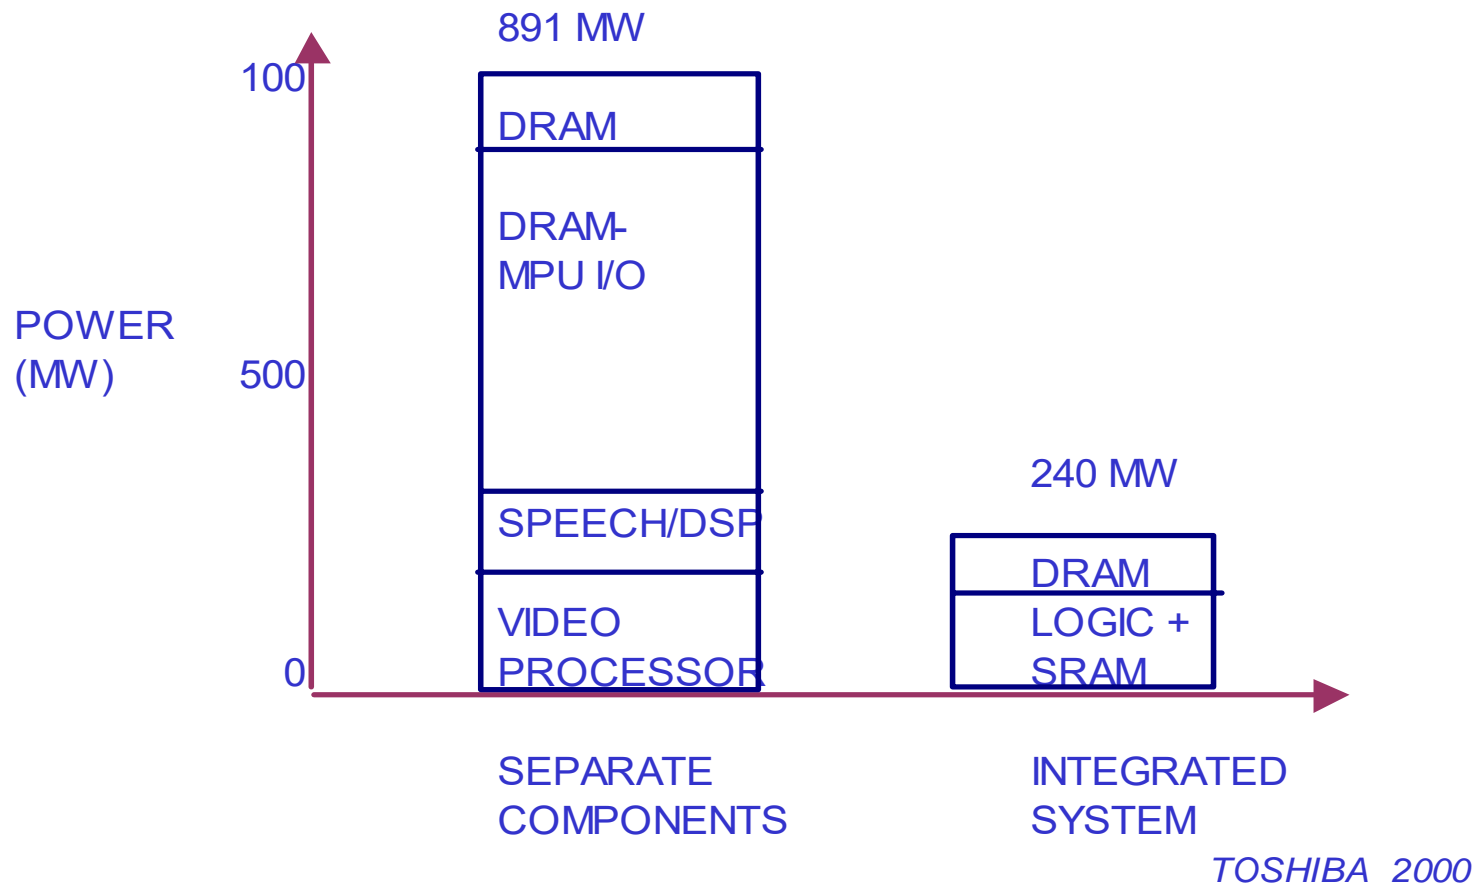 891 MW
100
DRAM
DRAM-
MPU I/O
POWER
(MW)
500
240 MW
SPEECH/DSP
DRAM
VIDEO
PROCESSOR
LOGIC +
SRAM
0
SEPARATE
COMPONENTS
INTEGRATED
SYSTEM
TOSHIBA 2000